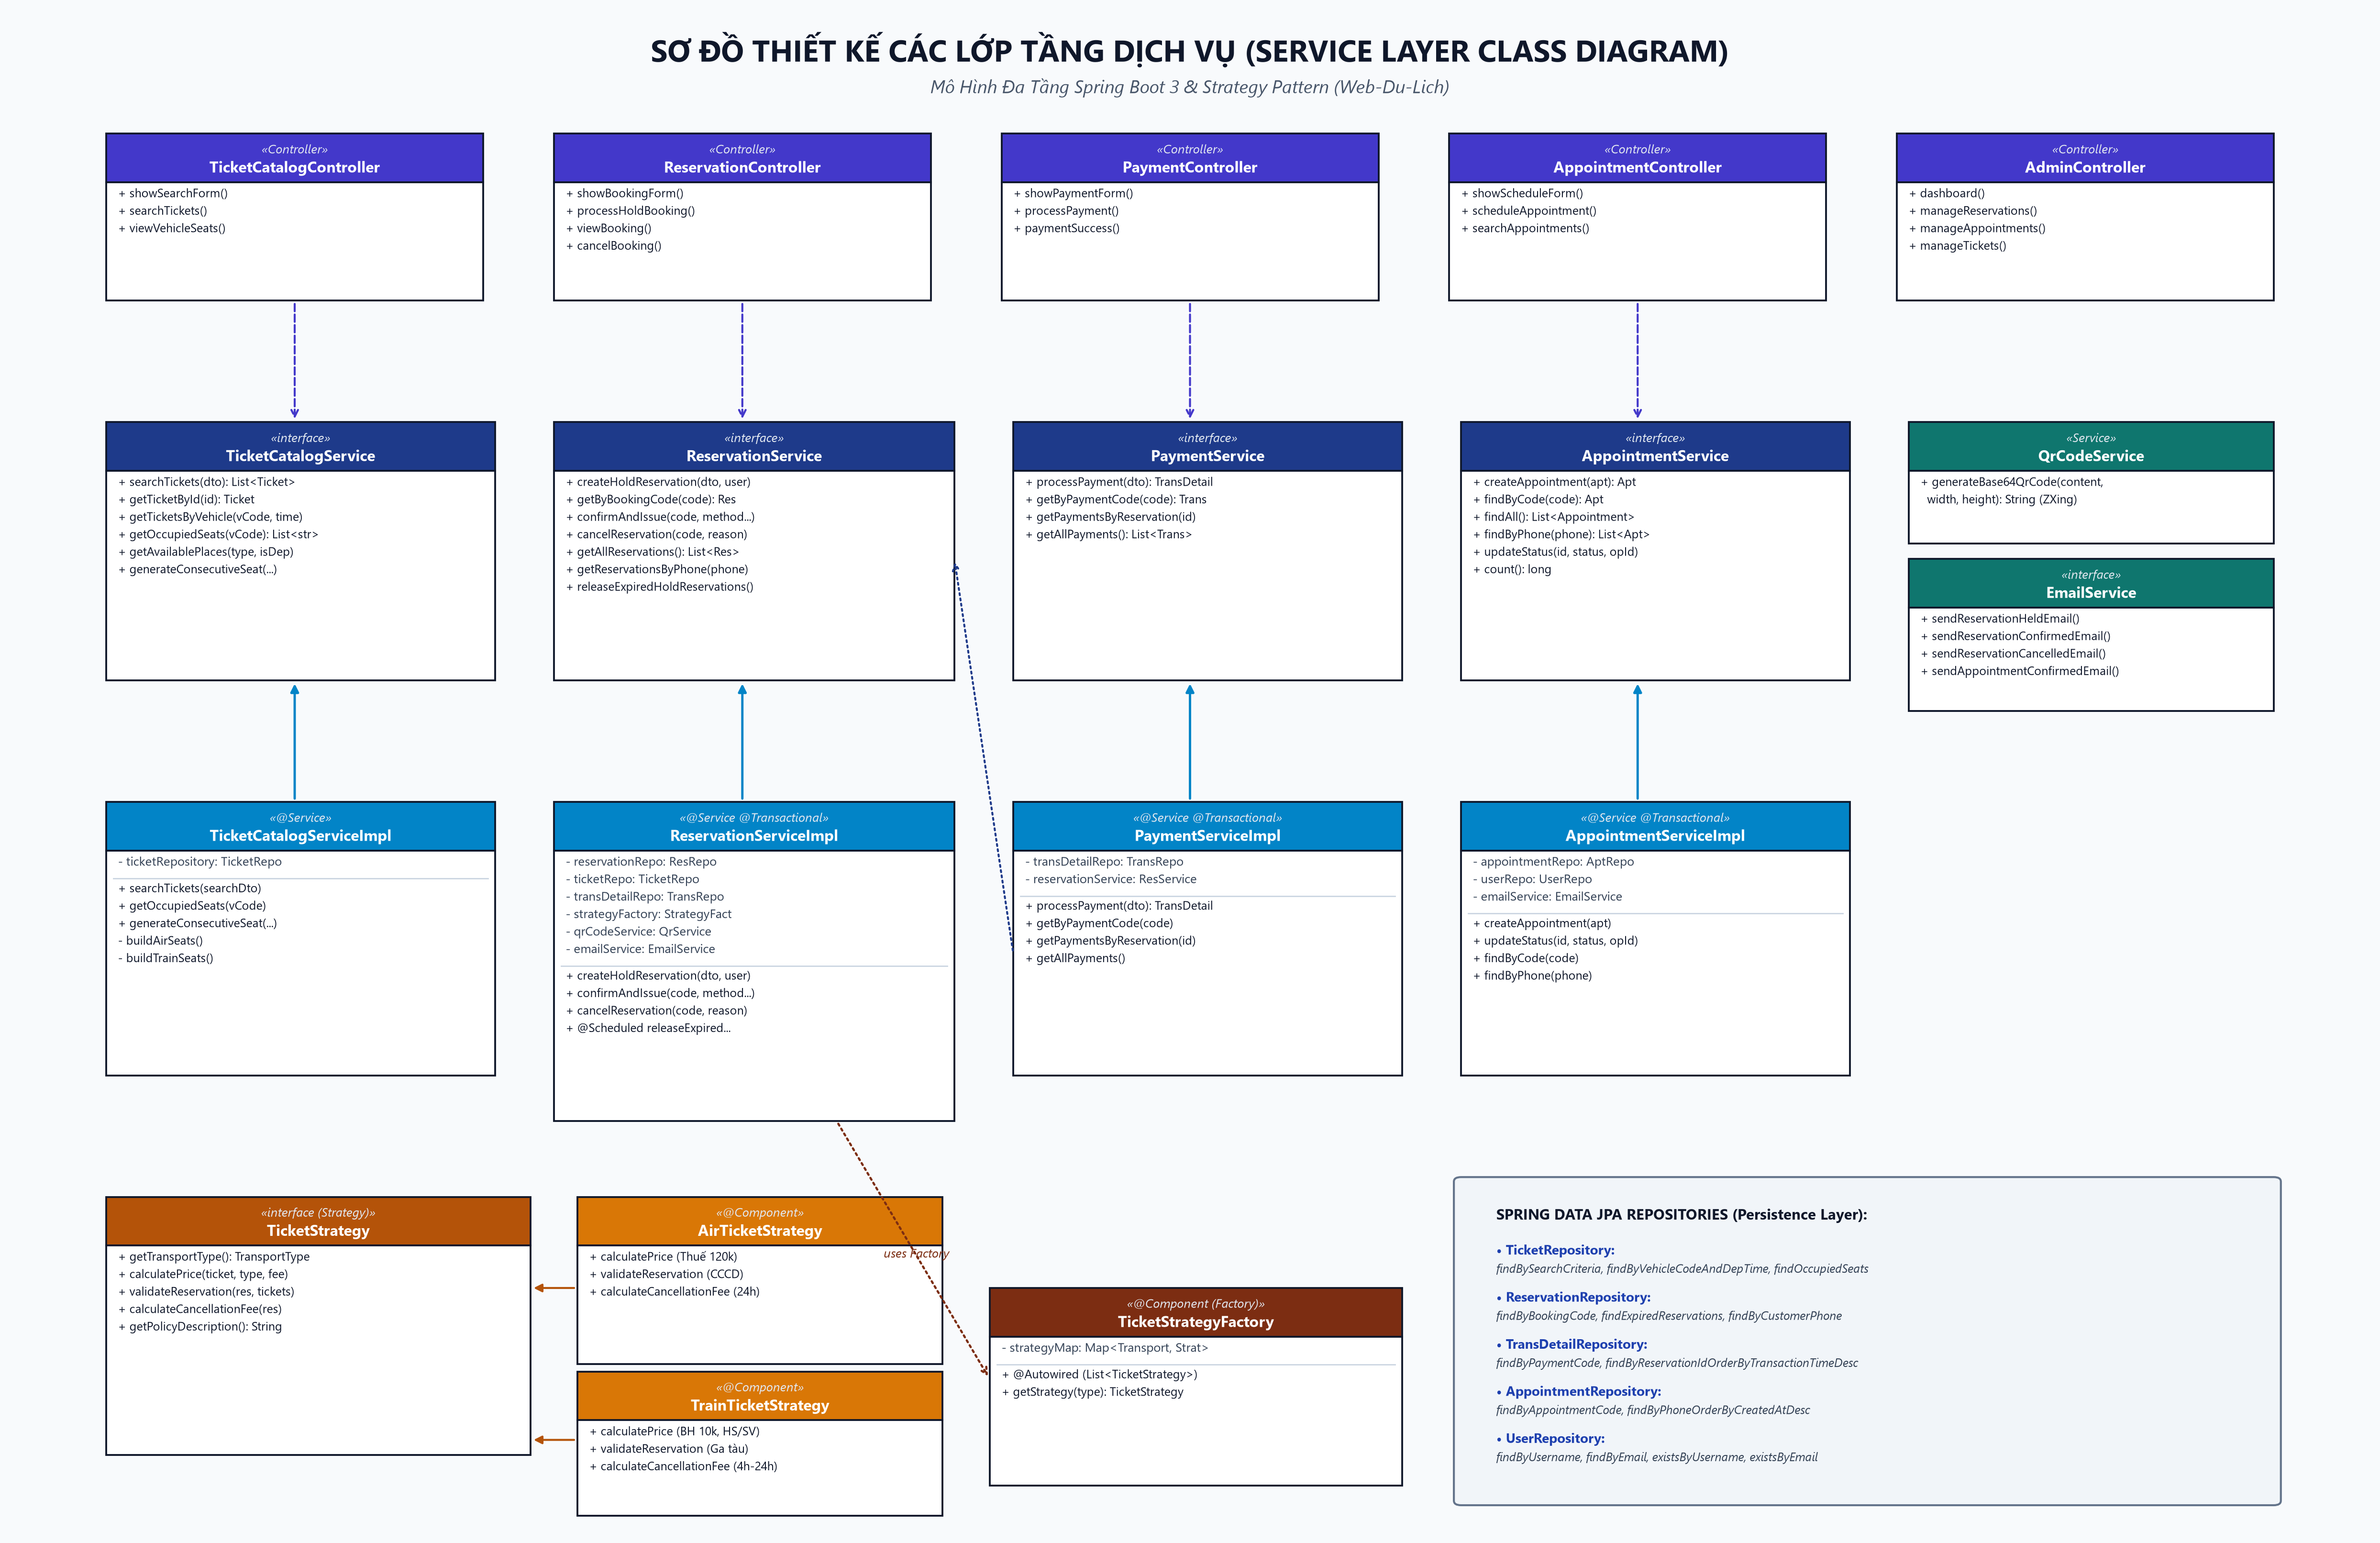 SƠ ĐỒ THIẾT KẾ CÁC LỚP TẦNG DỊCH VỤ (SERVICE LAYER CLASS DIAGRAM)
Mô Hình Đa Tầng Spring Boot 3 & Strategy Pattern (Web-Du-Lich)
«Controller»
TicketCatalogController
+ showSearchForm()
+ searchTickets()
+ viewVehicleSeats()
«Controller»
ReservationController
+ showBookingForm()
+ processHoldBooking()
+ viewBooking()
+ cancelBooking()
«Controller»
PaymentController
+ showPaymentForm()
+ processPayment()
+ paymentSuccess()
«Controller»
AppointmentController
+ showScheduleForm()
+ scheduleAppointment()
+ searchAppointments()
«Controller»
AdminController
+ dashboard()
+ manageReservations()
+ manageAppointments()
+ manageTickets()
«interface»
TicketCatalogService
+ searchTickets(dto): List<Ticket>
+ getTicketById(id): Ticket
+ getTicketsByVehicle(vCode, time)
+ getOccupiedSeats(vCode): List<str>
+ getAvailablePlaces(type, isDep)
+ generateConsecutiveSeat(...)
«interface»
ReservationService
+ createHoldReservation(dto, user)
+ getByBookingCode(code): Res
+ confirmAndIssue(code, method...)
+ cancelReservation(code, reason)
+ getAllReservations(): List<Res>
+ getReservationsByPhone(phone)
+ releaseExpiredHoldReservations()
«interface»
PaymentService
+ processPayment(dto): TransDetail
+ getByPaymentCode(code): Trans
+ getPaymentsByReservation(id)
+ getAllPayments(): List<Trans>
«interface»
AppointmentService
+ createAppointment(apt): Apt
+ findByCode(code): Apt
+ findAll(): List<Appointment>
+ findByPhone(phone): List<Apt>
+ updateStatus(id, status, opId)
+ count(): long
«Service»
QrCodeService
+ generateBase64QrCode(content,
width, height): String (ZXing)
«interface»
EmailService
+ sendReservationHeldEmail()
+ sendReservationConfirmedEmail()
+ sendReservationCancelledEmail()
+ sendAppointmentConfirmedEmail()
«@Service»
TicketCatalogServiceImpl
- ticketRepository: TicketRepo
+ searchTickets(searchDto)
+ getOccupiedSeats(vCode)
+ generateConsecutiveSeat(...)
- buildAirSeats()
- buildTrainSeats()
«@Service @Transactional»
ReservationServiceImpl
- reservationRepo: ResRepo
- ticketRepo: TicketRepo
- transDetailRepo: TransRepo
- strategyFactory: StrategyFact
- qrCodeService: QrService
- emailService: EmailService
+ createHoldReservation(dto, user)
+ confirmAndIssue(code, method...)
+ cancelReservation(code, reason)
+ @Scheduled releaseExpired...
«@Service @Transactional»
PaymentServiceImpl
- transDetailRepo: TransRepo
- reservationService: ResService
+ processPayment(dto): TransDetail
+ getByPaymentCode(code)
+ getPaymentsByReservation(id)
+ getAllPayments()
«@Service @Transactional»
AppointmentServiceImpl
- appointmentRepo: AptRepo
- userRepo: UserRepo
- emailService: EmailService
+ createAppointment(apt)
+ updateStatus(id, status, opId)
+ findByCode(code)
+ findByPhone(phone)
«interface (Strategy)»
TicketStrategy
+ getTransportType(): TransportType
+ calculatePrice(ticket, type, fee)
+ validateReservation(res, tickets)
+ calculateCancellationFee(res)
+ getPolicyDescription(): String
«@Component»
AirTicketStrategy
+ calculatePrice (Thuế 120k)
+ validateReservation (CCCD)
+ calculateCancellationFee (24h)
uses Factory
«@Component»
TrainTicketStrategy
+ calculatePrice (BH 10k, HS/SV)
+ validateReservation (Ga tàu)
+ calculateCancellationFee (4h-24h)
«@Component (Factory)»
TicketStrategyFactory
- strategyMap: Map<Transport, Strat>
+ @Autowired (List<TicketStrategy>)
+ getStrategy(type): TicketStrategy
SPRING DATA JPA REPOSITORIES (Persistence Layer):
• TicketRepository:
findBySearchCriteria, findByVehicleCodeAndDepTime, findOccupiedSeats
• ReservationRepository:
findByBookingCode, findExpiredReservations, findByCustomerPhone
• TransDetailRepository:
findByPaymentCode, findByReservationIdOrderByTransactionTimeDesc
• AppointmentRepository:
findByAppointmentCode, findByPhoneOrderByCreatedAtDesc
• UserRepository:
findByUsername, findByEmail, existsByUsername, existsByEmail